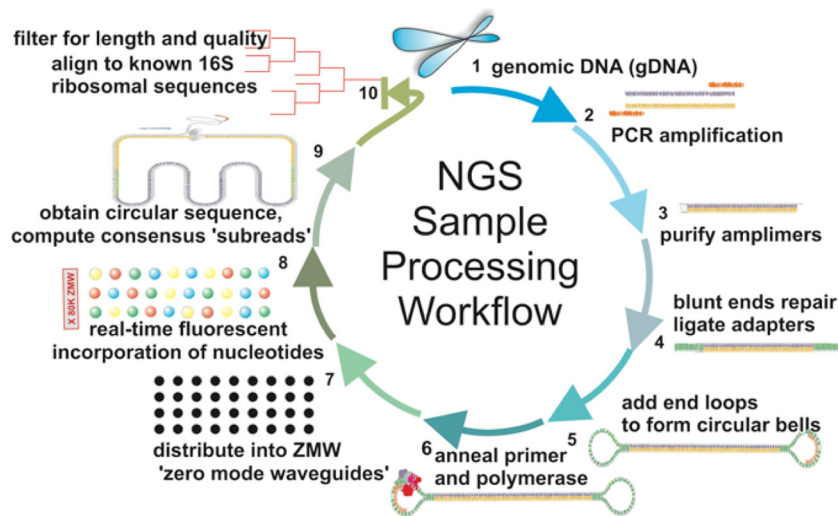 NGS
Sample
Processing
Workflow
1 genomic DNA (gDNA)
2
PCR amplification
3
purify amplimers
blunt ends repair
ligate adapters
4
add end loops
to form circular bells
5
6 anneal primer
and polymerase
7
distribute into ZMW
'zero mode waveguides'
8
X 80K ZMW
real-time fluorescent
incorporation of nucleotides
9
obtain circular sequence,
compute consensus 'subreads'
10
filter for length and quality
align to known 16S
ribosomal sequences